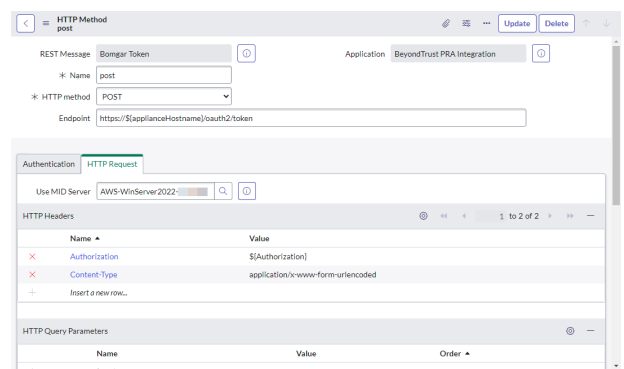 HTTP Method
post
Update Delete
REST Message Bomgar Token
Application BeyondTrust PRA Integration
Name post
HTTP method POST
Endpoint https://${applianceHostname}/oauth2/token
Authentication HTTP Request
Use MID Server AWS-WinServer2022-
HTTP Headers 1 to 2 of 2
Name Value
Authorization ${Authorization}
Content-Type application/x-www-form-urlencoded
Insert a new row...
HTTP Query Parameters
Name Value Order